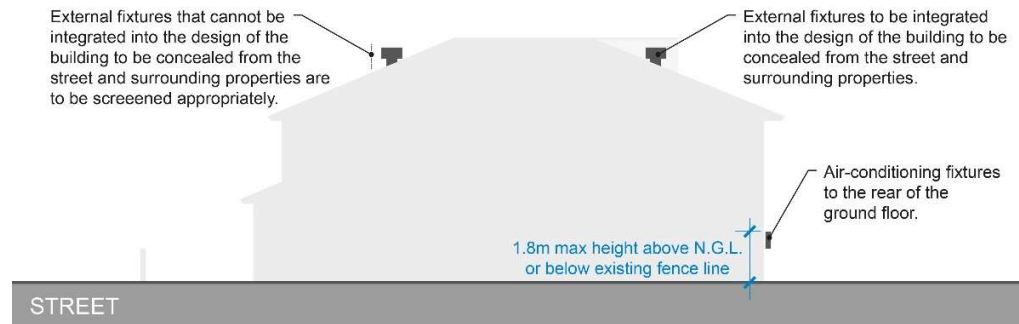 External fixtures that cannot be
integrated into the design of the
building to be concealed from the
street and surrounding properties are
to be screeened appropriately.
External fixtures to be integrated
into the design of the building to be
concealed from the street and
surrounding properties.
Air-conditioning fixtures
to the rear of the
ground floor.
1.8m max height above N.G.L.
or below existing fence line
STREET